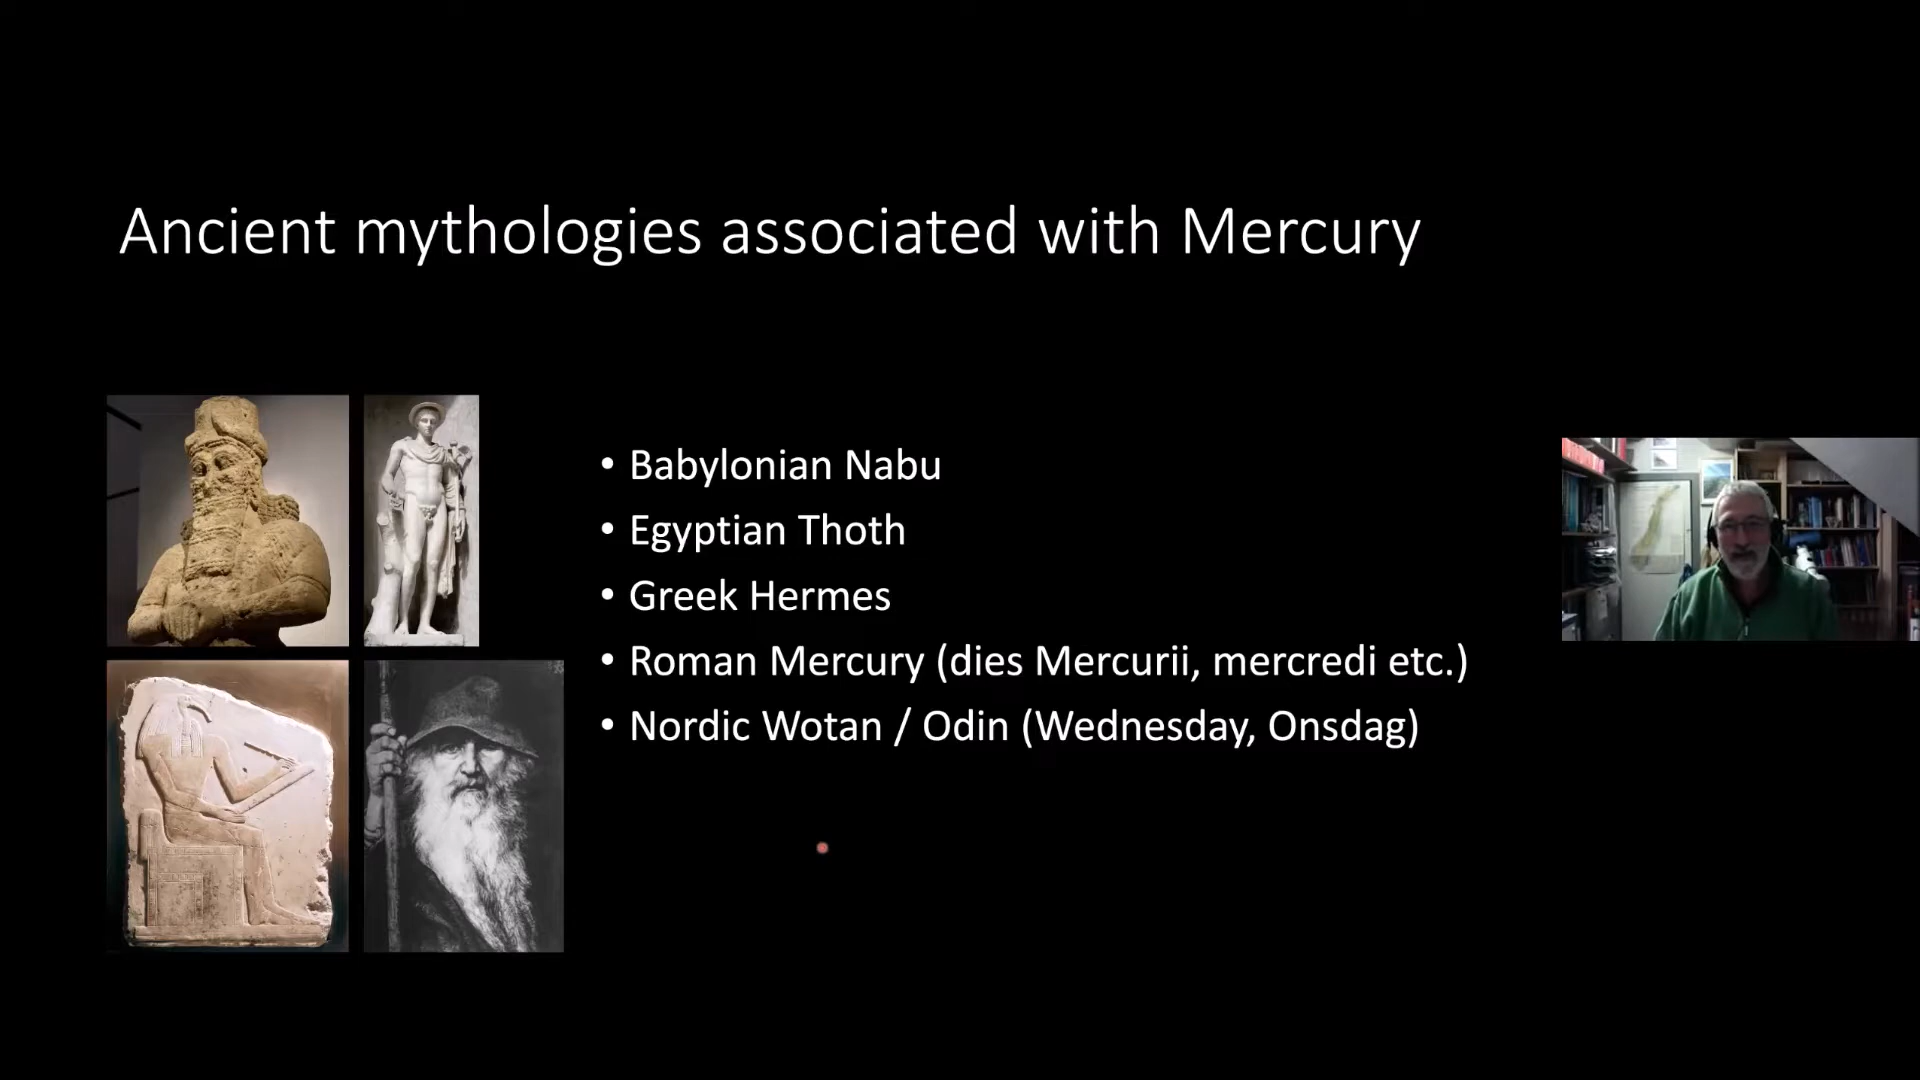 Ancient mythologies associated with Mercury
• Babylonian Nabu
• Egyptian Thoth
• Greek Hermes
• Roman Mercury (dies Mercurii, mercredi etc.)
• Nordic Wotan / Odin (Wednesday, Onsdag)